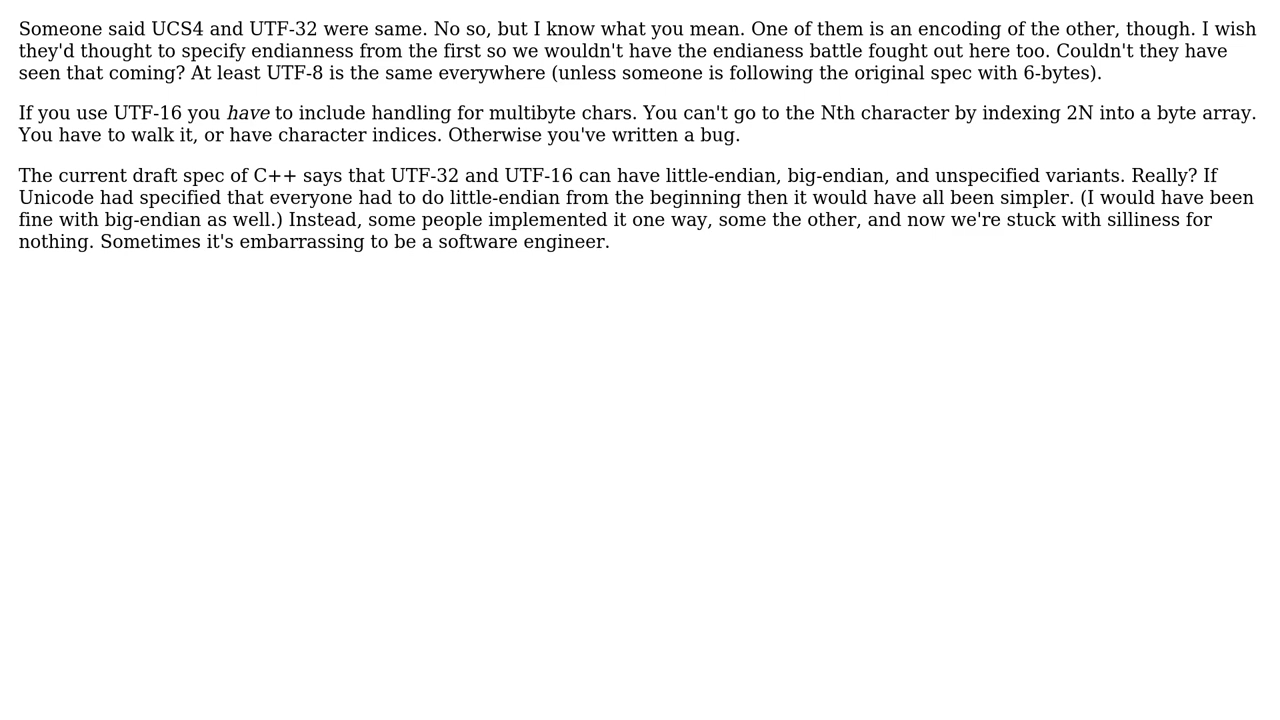 Someone said UCS4 and UTF-32 were same. No so, but I know what you mean. One of them is an encoding of the other, though. I wish
they'd thought to specify endianness from the first so we wouldn't have the endianess battle fought out here too. Couldn't they have
seen that coming? At least UTF-8 is the same everywhere (unless someone is following the original spec with 6-bytes).
If you use UTF-16 you have to include handling for multibyte chars. You can't go to the Nth character by indexing 2N into a byte array.
You have to walk it, or have character indices. Otherwise you've written a bug.
The current draft spec of C++ says that UTF-32 and UTF-16 can have little-endian, big-endian, and unspecified variants. Really? If
Unicode had specified that everyone had to do little-endian from the beginning then it would have all been simpler. (I would have been
fine with big-endian as well.) Instead, some people implemented it one way, some the other, and now we're stuck with silliness for
nothing. Sometimes it's embarrassing to be a software engineer.